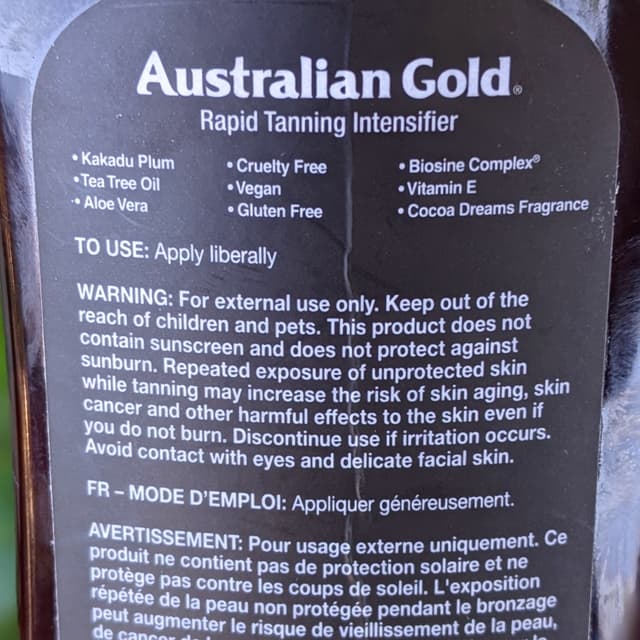 Australian Gold®
Rapid Tanning Intensifier
• Kakadu Plum
• Tea Tree Oil
• Aloe Vera
• Cruelty Free
• Vegan
• Gluten Free
• Biosine Complex®
• Vitamin E
• Cocoa Dreams Fragrance
TO USE: Apply liberally
WARNING: For external use only. Keep out of the
reach of children and pets. This product does not
contain sunscreen and does not protect against
sunburn. Repeated exposure of unprotected skin
while tanning may increase the risk of skin aging, skin
cancer and other harmful effects to the skin even if
you do not burn. Discontinue use if irritation occurs.
Avoid contact with eyes and delicate facial skin.
FR – MODE D'EMPLOI: Appliquer généreusement.
AVERTISSEMENT: Pour usage externe uniquement. Ce
produit ne contient pas de protection solaire et ne
protège pas contre les coups de soleil. L'exposition
répétée de la peau non protégée pendant le bronzage
peut augmenter le risque de vieillissement de la peau,
de cancer